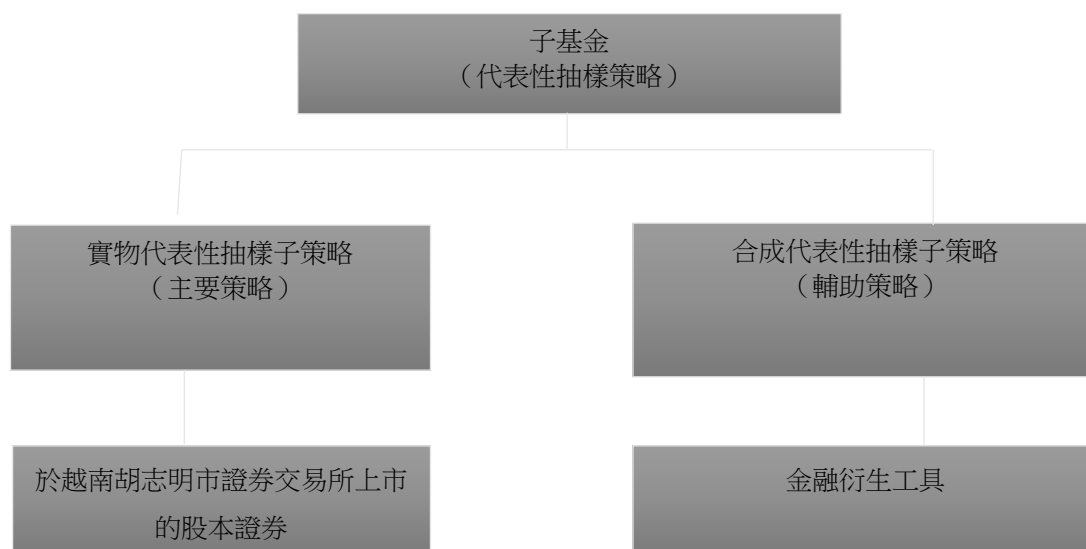 子基金
（代表性抽樣策略）
實物代表性抽樣子策略
（主要策略）
合成代表性抽樣子策略
（輔助策略）
於越南胡志明市證券交易所上市
的股本證券
金融衍生工具